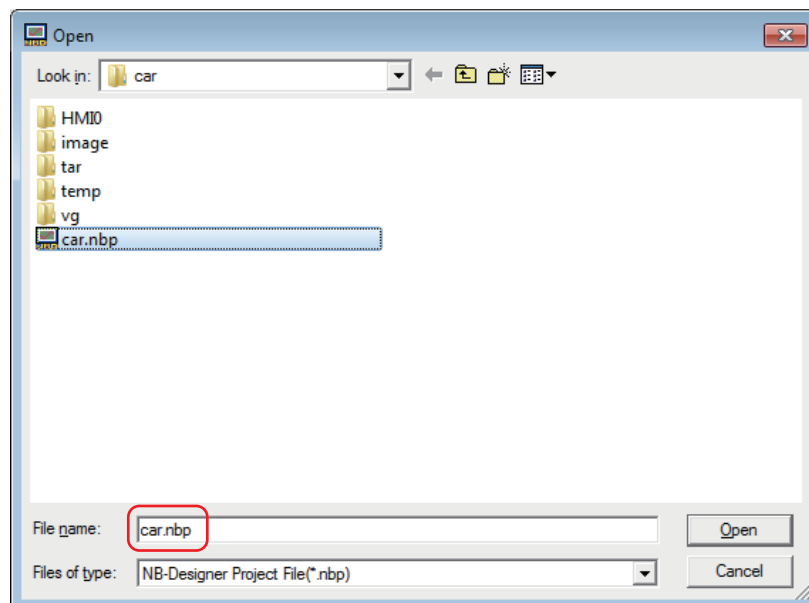 Open
Look in: car
HMI0
image
tar
temp
vg
car.nbp
File name: car.nbp Open
Files of type: NB-Designer Project File(*.nbp) Cancel